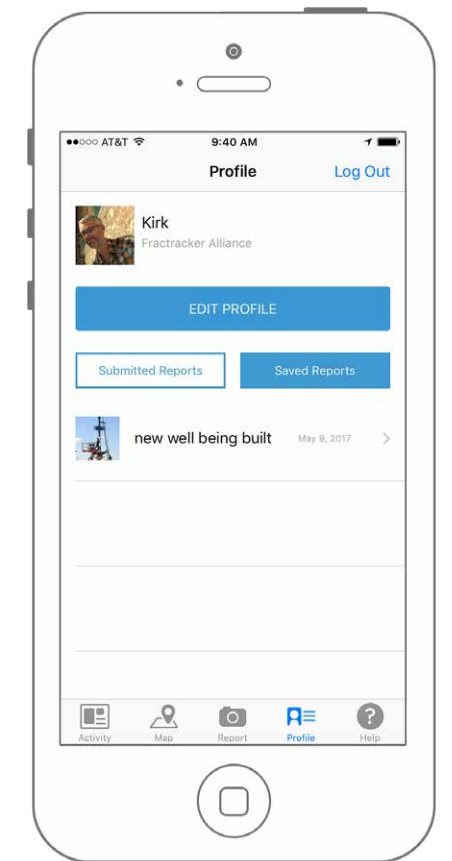 AT&T 9:40 AM
Profile Log Out
Kirk
Fractracker Alliance
EDIT PROFILE
Submitted Reports Saved Reports
new well being built May 9, 2017
Activity Map Report Profile Help